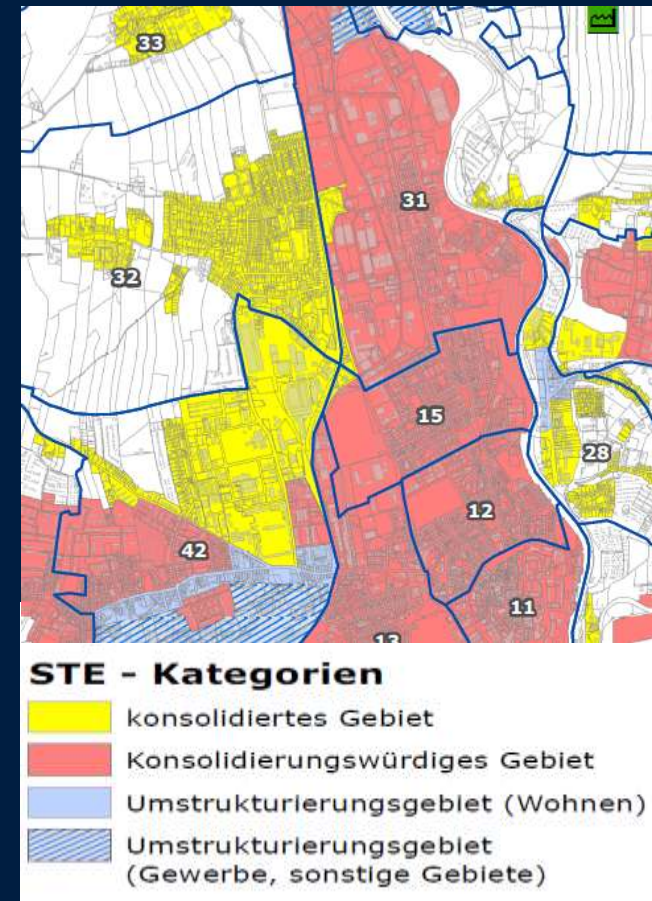 33
31
32
15
28
12
42
11
13
STE - Kategorien
konsolidiertes Gebiet
Konsolidierungswürdiges Gebiet
Umstrukturierungsgebiet (Wohnen)
Umstrukturierungsgebiet
(Gewerbe, sonstige Gebiete)